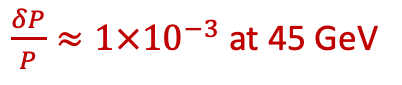 δP/P ≈ 1×10⁻³ at 45 GeV